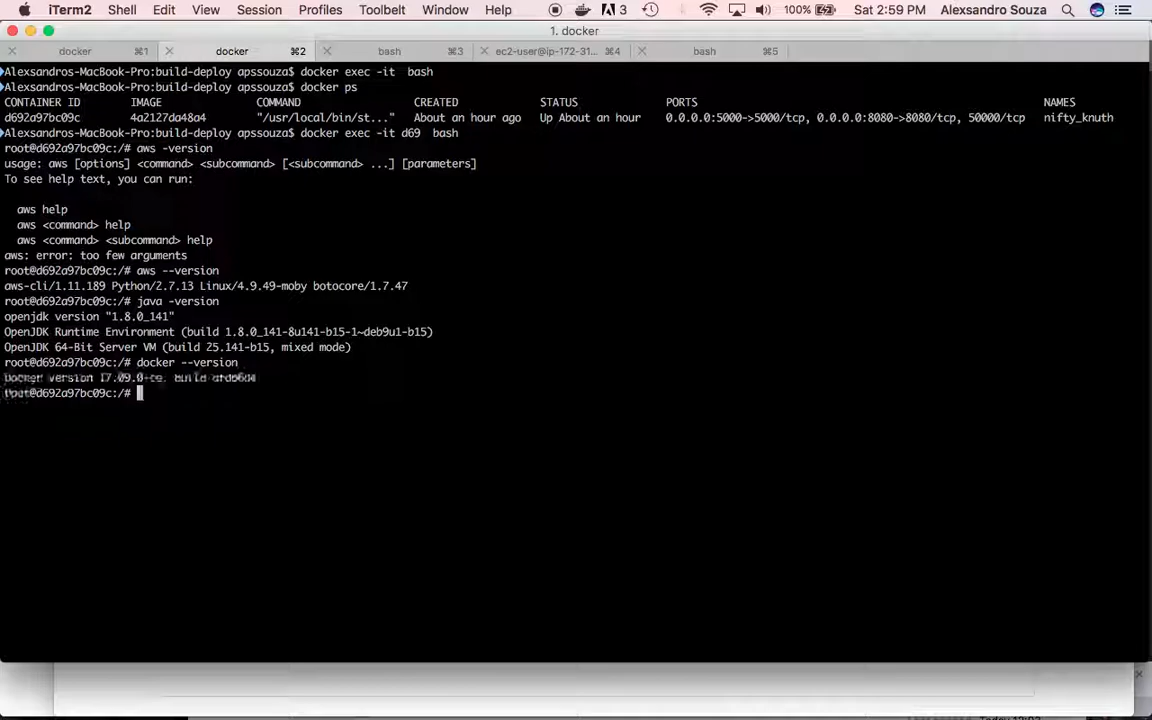 iTerm2 Shell Edit View Session Profiles Toolbelt Window Help 3 100% Sat 2:59 PM Alexsandro Souza
1. docker
docker ⌘1 docker ⌘2 bash ⌘3 ec2-user@ip-172-31... ⌘4 bash ⌘5
Alexsandros-MacBook-Pro:build-deploy apssouza$ docker exec -it  bash
Alexsandros-MacBook-Pro:build-deploy apssouza$ docker ps
CONTAINER ID IMAGE COMMAND CREATED STATUS PORTS NAMES
d692a97bc09c 4a2127da48a4 "/usr/local/bin/st..." About an hour ago Up About an hour 0.0.0.0:5000->5000/tcp, 0.0.0.0:8080->8080/tcp, 50000/tcp nifty_knuth
Alexsandros-MacBook-Pro:build-deploy apssouza$ docker exec -it d69  bash
root@d692a97bc09c:/# aws -version
usage: aws [options] <command> <subcommand> [<subcommand> ...] [parameters]
To see help text, you can run:
aws help
aws <command> help
aws <command> <subcommand> help
aws: error: too few arguments
root@d692a97bc09c:/# aws --version
aws-cli/1.11.189 Python/2.7.13 Linux/4.9.49-moby botocore/1.7.47
root@d692a97bc09c:/# java -version
openjdk version "1.8.0_141"
OpenJDK Runtime Environment (build 1.8.0_141-8u141-b15-1~deb9u1-b15)
OpenJDK 64-Bit Server VM (build 25.141-b15, mixed mode)
root@d692a97bc09c:/# docker --version
Docker version 17.09.0-ce, build
root@d692a97bc09c:/#